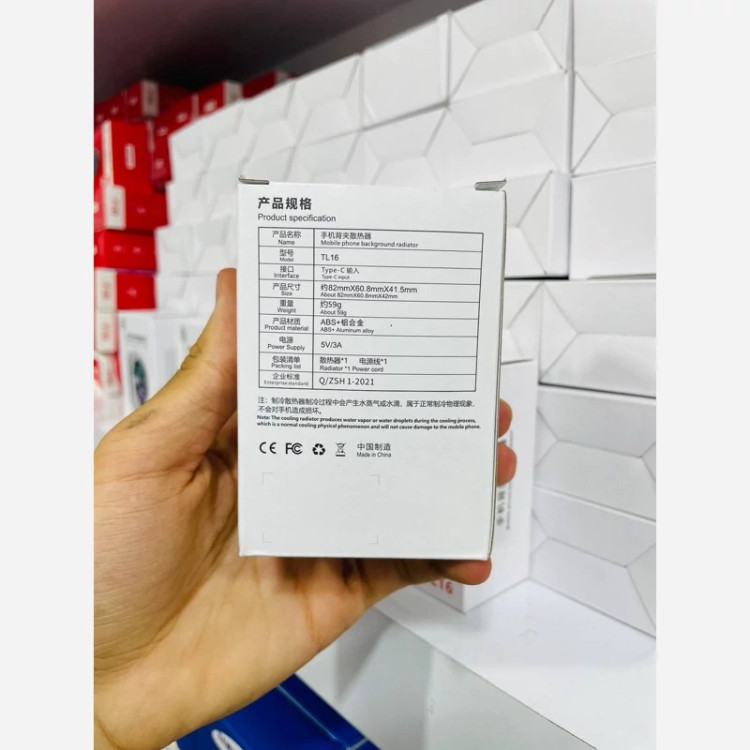 产品规格
Product specification
产品名称 手机背夹散热器
Name Mobile phone background radiator
型号 TL16
Model
接口 Type-C 输入
Interface Type-C input
产品尺寸 约82mmX60.8mmX41.5mm
Size About 82mmX60.8mmX42mm
重量 约59g
Weight About 59g
产品材质 ABS+铝合金
Product material ABS+ Aluminum alloy
电源 5V/3A
Power Supply
包装清单 散热器*1 电源线*1
Packing list Radiator *1 Power cord
企业标准 Q/ZSH 1-2021
Enterprise standard
注：制冷散热器制冷过程中会产生水蒸气或水滴，属于正常制冷物理现象，
不会对手机造成损坏。
Note: The cooling radiator produces water vapor or water droplets during the cooling process,
which is a normal cooling physical phenomenon and will not cause damage to the mobile phone.
CE FC 中国制造
Made in China